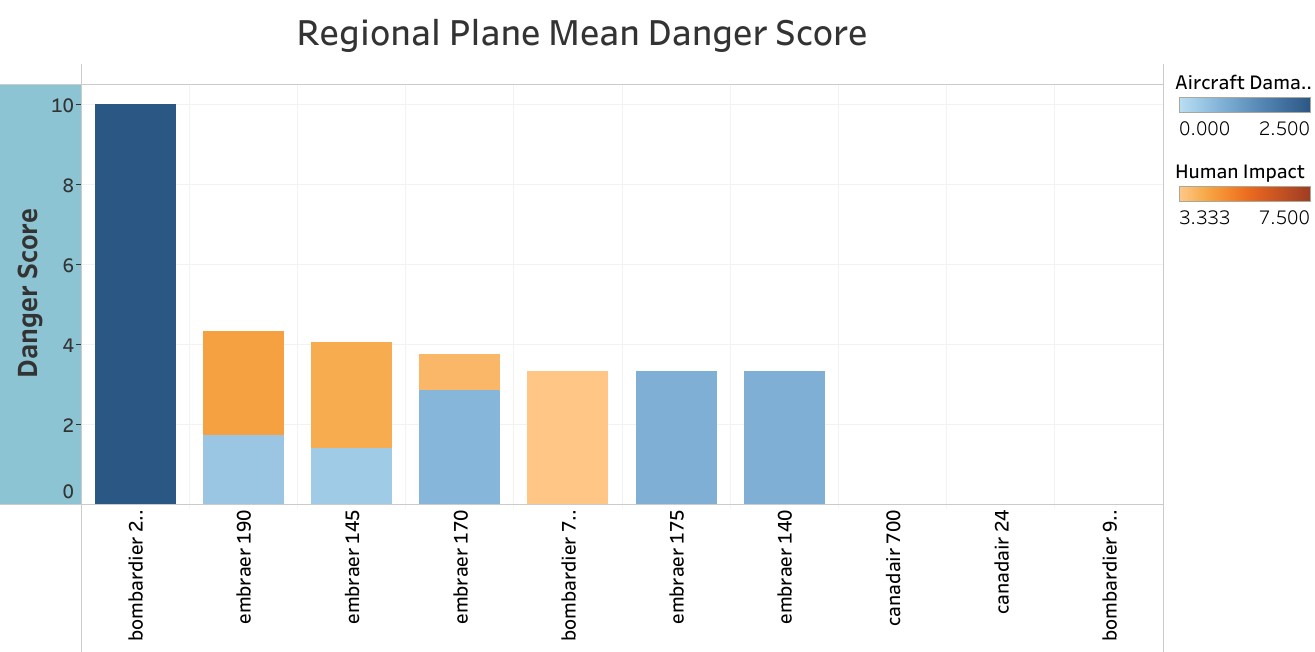 Regional Plane Mean Danger Score
Aircraft Dama..
0.000 2.500
Human Impact
3.333 7.500
Danger Score
10
8
6
4
2
0
bombardier 2..
embraer 190
embraer 145
embraer 170
bombardier 7..
embraer 175
embraer 140
canadair 700
canadair 24
bombardier 9..